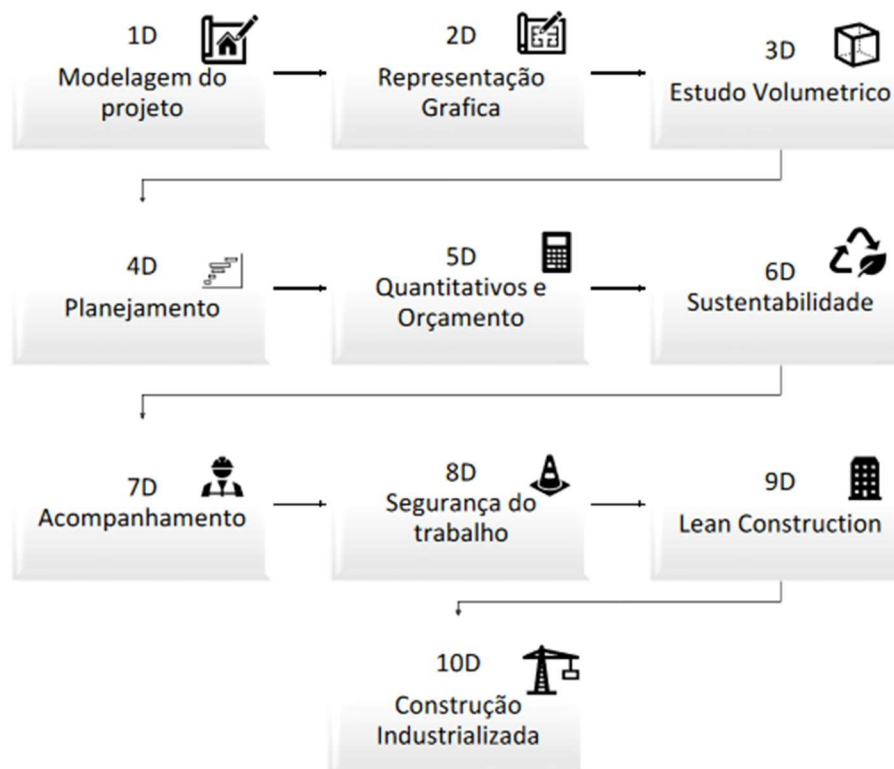 1D
Modelagem do
projeto
2D
Representação
Grafica
3D
Estudo Volumetrico
4D
Planejamento
5D
Quantitativos e
Orçamento
6D
Sustentabilidade
7D
Acompanhamento
8D
Segurança do
trabalho
9D
Lean Construction
10D
Construção
Industrializada